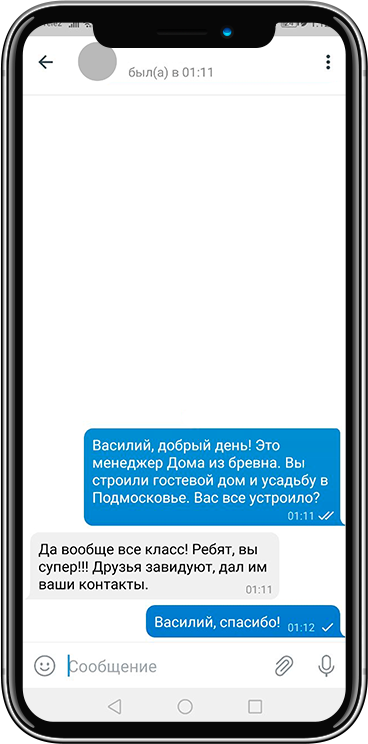 был(а) в 01:11
Василий, добрый день! Это
менеджер Дома из бревна. Вы
строили гостевой дом и усадьбу в
Подмосковье. Вас все устроило?
01:11
Да вообще все класс! Ребят, вы
супер!!! Друзья завидуют, дал им
ваши контакты.
01:11
Василий, спасибо!
01:12
Сообщение